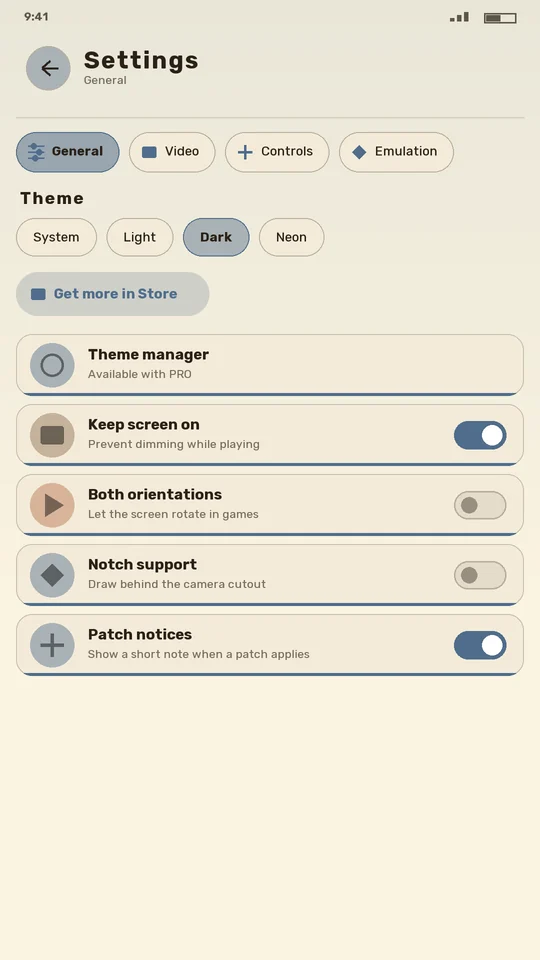 9:41
Settings
General
General
Video
Controls
Emulation
Theme
System
Light
Dark
Neon
Get more in Store
Theme manager
Available with PRO
Keep screen on
Prevent dimming while playing
Both orientations
Let the screen rotate in games
Notch support
Draw behind the camera cutout
Patch notices
Show a short note when a patch applies